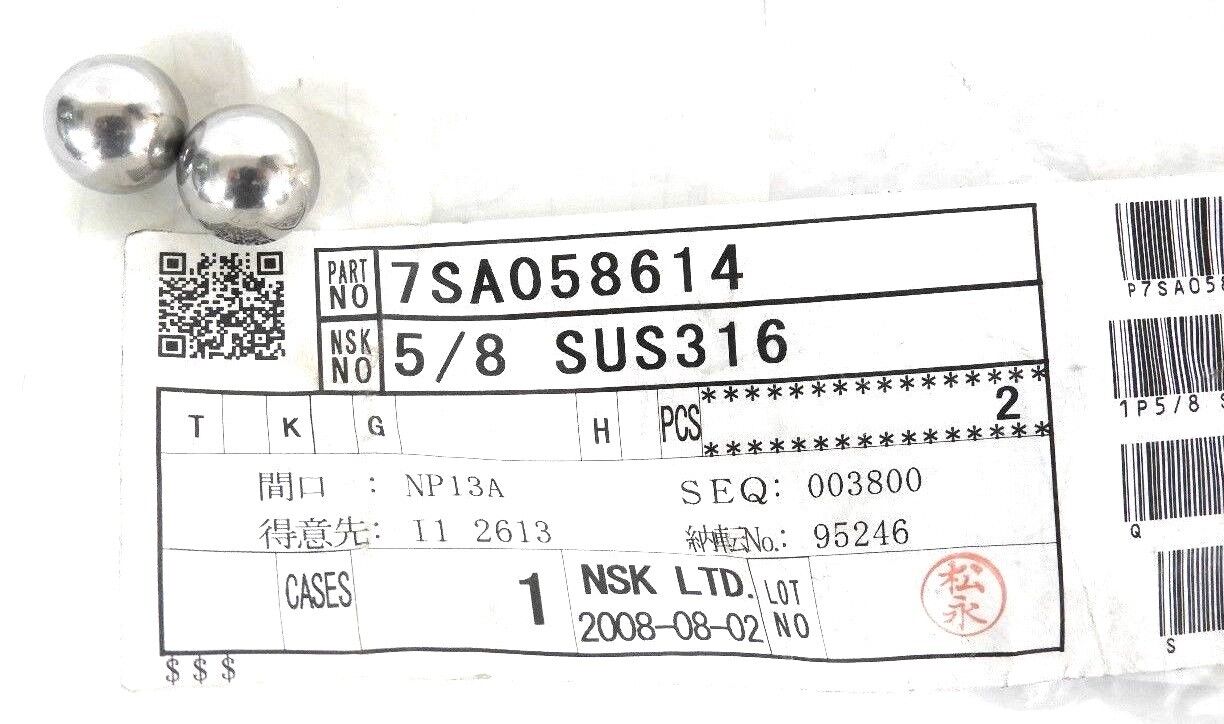 PART NO 7SA058614
NSK NO 5/8 SUS316
T K G H PCS
****************
2
****************
間口 : NP13A SEQ: 003800
得意先: I1 2613 納転No.: 95246
CASES 1 NSK LTD. LOT NO
2008-08-02
松永
$ $ $
P7SA058
1P5/8
Q
S